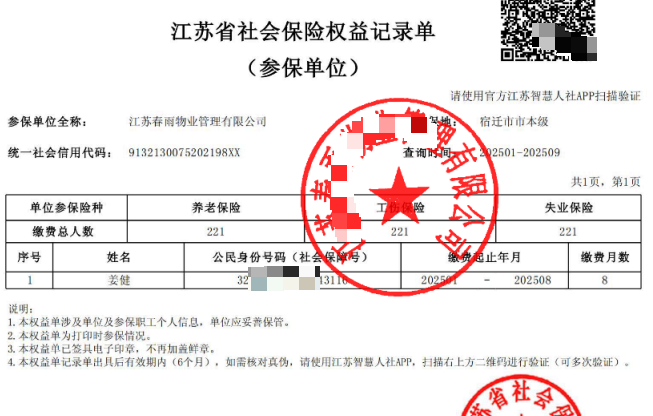 江苏省社会保险权益记录单
（参保单位）
请使用官方江苏智慧人社APP扫描验证
参保单位全称： 江苏春雨物业管理有限公司 保地： 宿迁市市本级
统一社会信用代码： 9132130075202198XX 查询时间 202501-202509
共1页，第1页
单位参保险种 养老保险 工伤保险 失业保险
缴费总人数 221 221 221
序号 姓名 公民身份号码（社会保障号） 缴费起止年月 缴费月数
1 姜健 32 202501 - 202508 8
说明：
1. 本权益单涉及单位及参保职工个人信息，单位应妥善保管。
2. 本权益单为打印时参保情况。
3. 本权益单已签具电子印章，不再加盖鲜章。
4. 本权益单记录单出具后有效期内（6个月），如需核对真伪，请使用江苏智慧人社APP，扫描右上方二维码进行验证（可多次验证）。
省社会